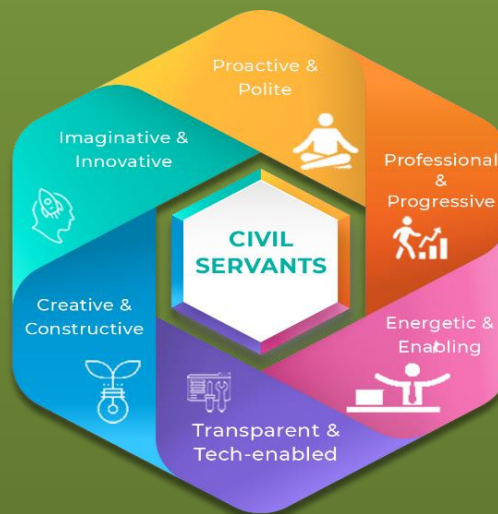 Proactive &
Polite
Professional
&
Progressive
Energetic &
Enabling
Transparent &
Tech-enabled
Creative &
Constructive
Imaginative &
Innovative
CIVIL
SERVANTS